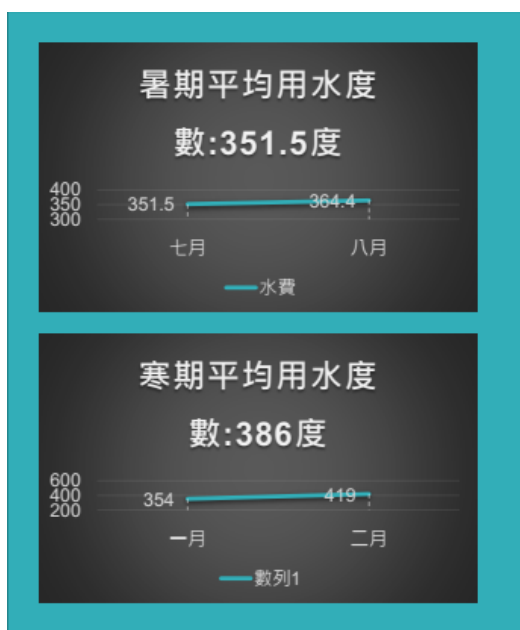 暑期平均用水度
數:351.5度
400
350
300
351.5
364.4
七月
八月
水費
寒期平均用水度
數:386度
600
400
200
354
419
一月
二月
數列1